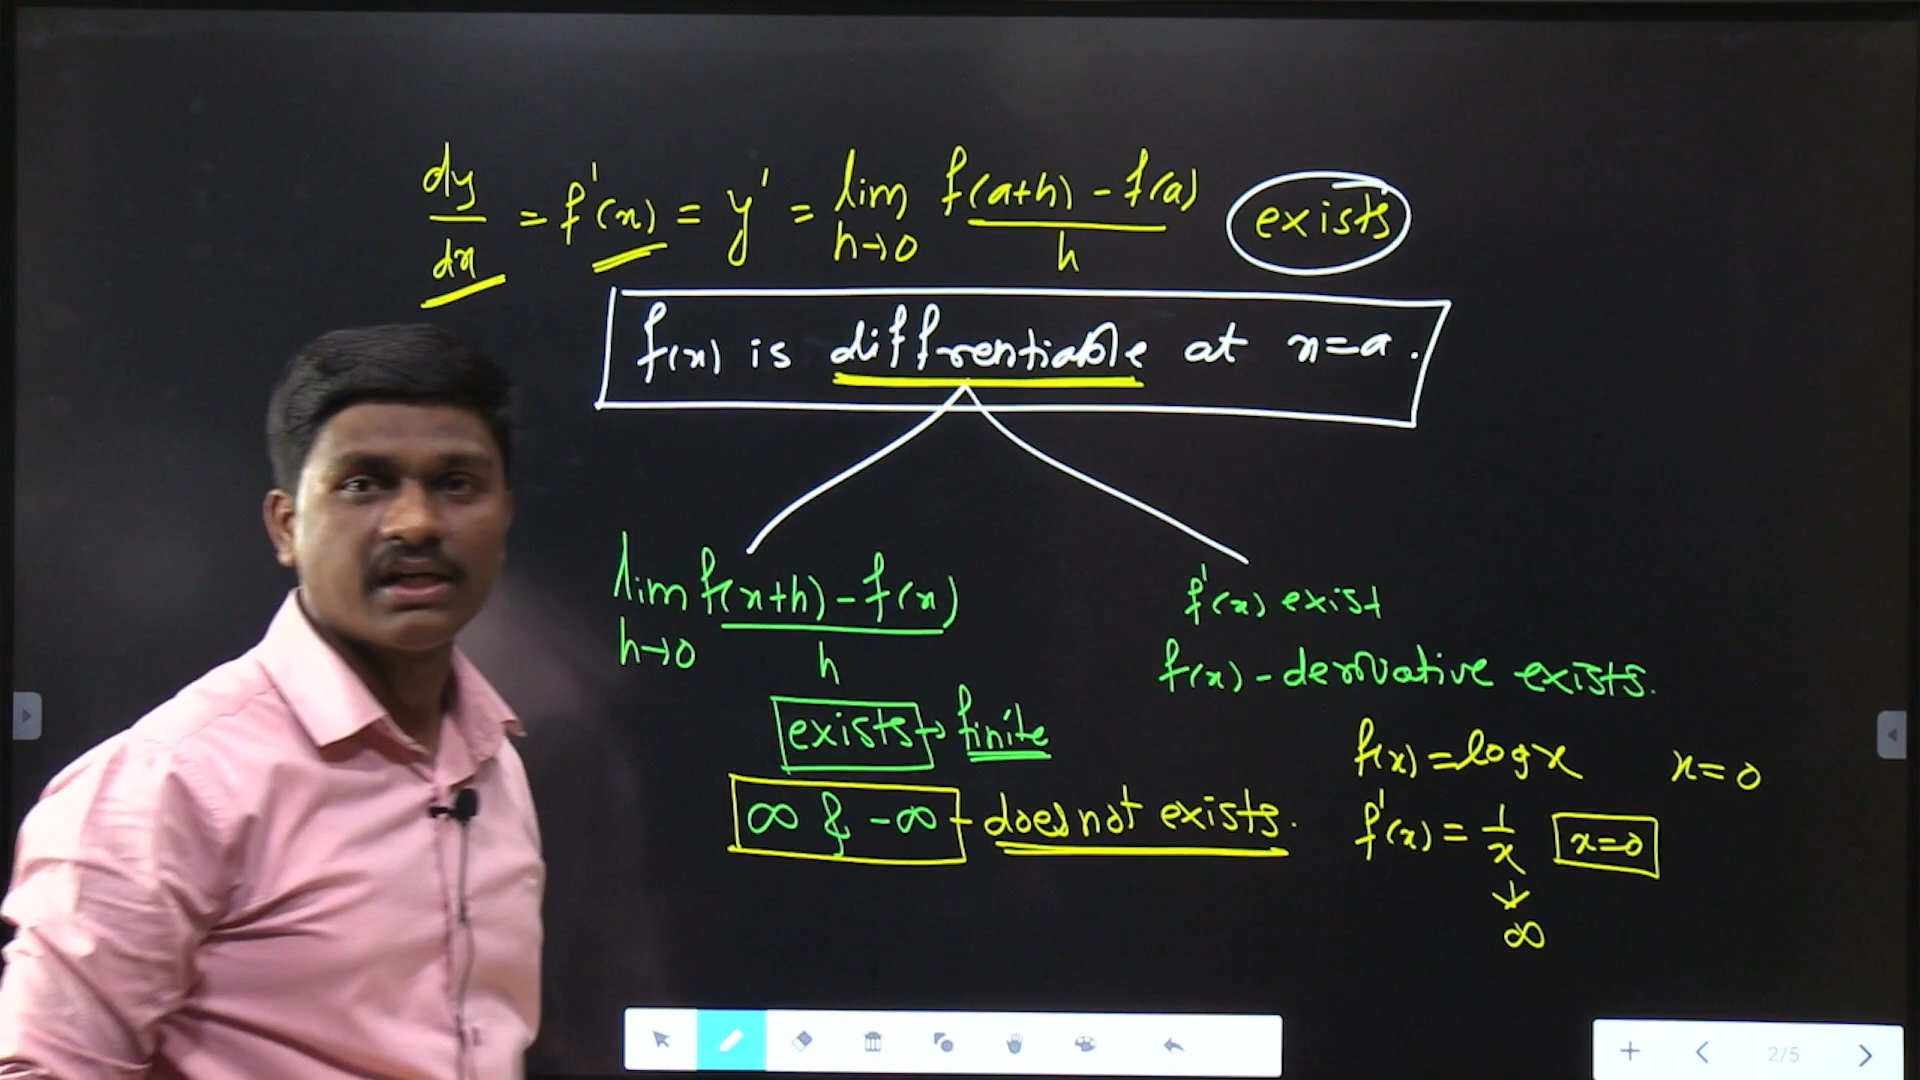 dy/dx = f'(x) = y' = lim h→0 f(a+h) - f(a) / h exists
f(x) is diffrentiable at x=a.
lim h→0 f(x+h) - f(x) / h
f'(x) exist
f(x) - derivative exists.
exists → finite
f(x) = log x x=0
∞ & -∞ - does not exists.
f'(x) = 1/x x=0
↓
∞
2/5